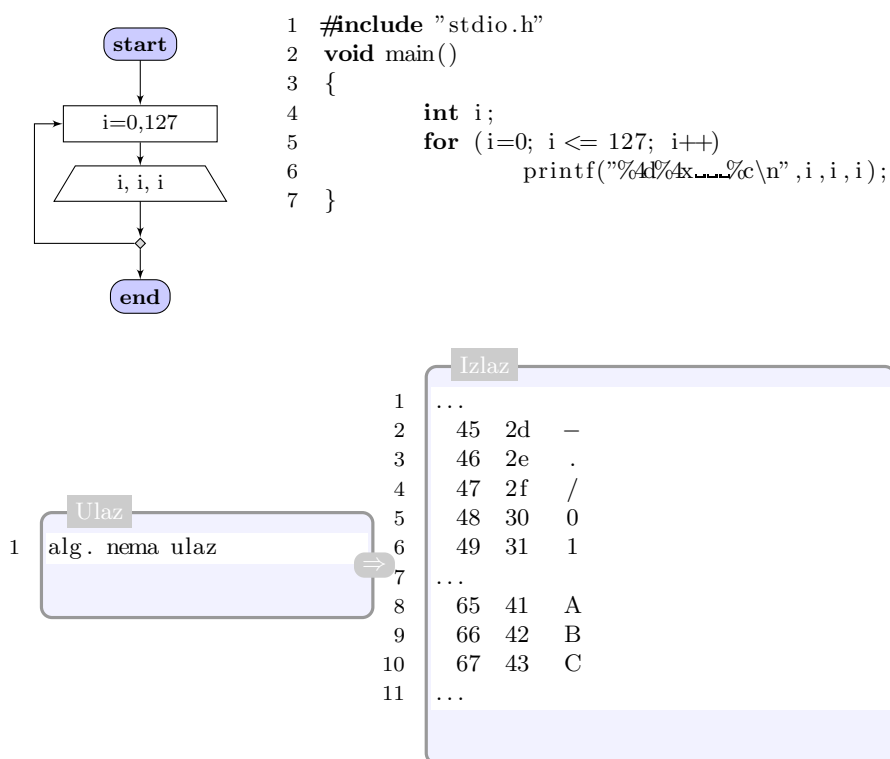 start
i=0,127
i, i, i
end
1 #include "stdio.h"
2 void main()
3 {
4 int i;
5 for (i=0; i <= 127; i++)
6 printf("%4d%4x␣␣␣%c\n",i,i,i);
7 }
Ulaz
1 alg. nema ulaz
⇒
Izlaz
1 ...
2 45 2d −
3 46 2e .
4 47 2f /
5 48 30 0
6 49 31 1
7 ...
8 65 41 A
9 66 42 B
10 67 43 C
11 ...